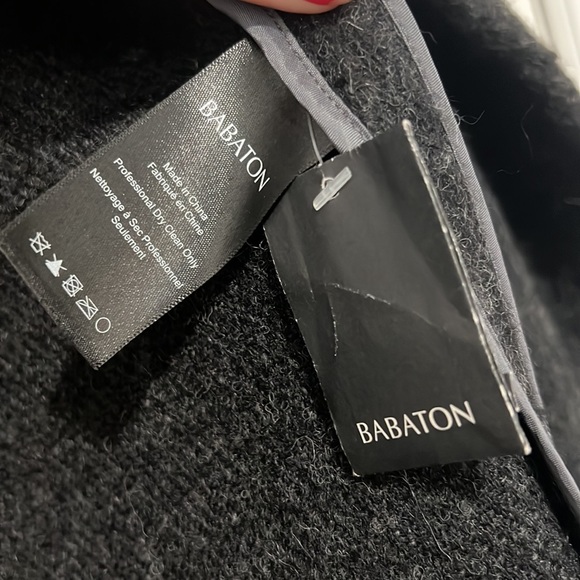 BABATON
Made in China
Fabriqué en Chine
Professional Dry Clean Only
Nettoyage à Sec Professionnel
Seulement
BABATON